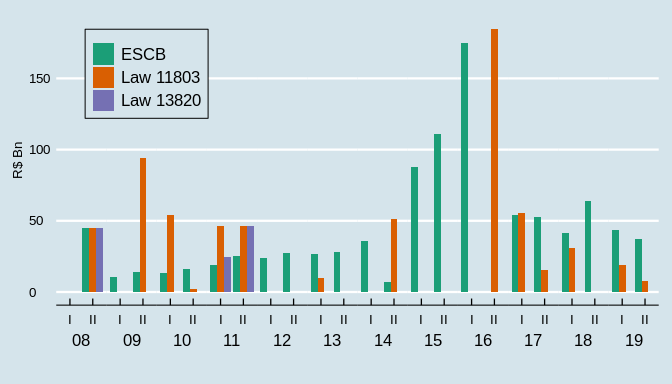 ESCB
Law 11803
Law 13820
R$ Bn
150
100
50
0
I II I II I II I II I II I II I II I II I II I II I II I II
08 09 10 11 12 13 14 15 16 17 18 19